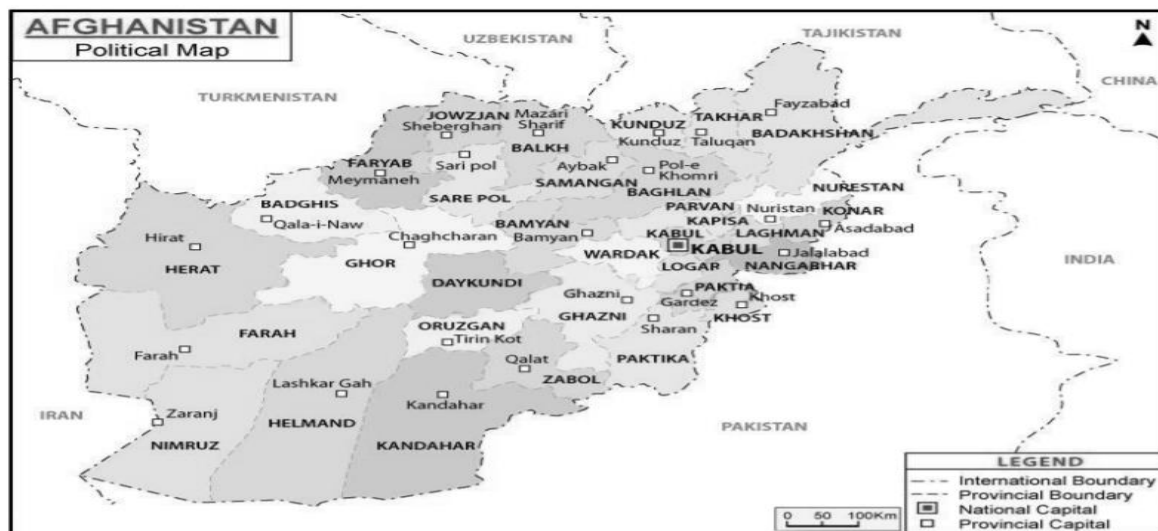 AFGHANISTAN
Political Map
N
UZBEKISTAN
TAJIKISTAN
CHINA
TURKMENISTAN
JOWZJAN
Sheberghan
Mazari
Sharif
BALKH
KUNDUZ
Kunduz
TAKHAR
Taluqan
Fayzabad
BADAKHSHAN
FARYAB
Meymaneh
Sari pol
SARE POL
Aybak
SAMANGAN
Pol-e
Khomri
BAGHLAN
NURESTAN
BADGHIS
Qala-i-Naw
PARVAN
KAPISA
Nuristan
KONAR
Asadabad
BAMYAN
Bamyan
KABUL
KABUL
LAGHMAN
Hirat
HERAT
Chaghcharan
GHOR
WARDAK
LOGAR
Jalalabad
NANGABHAR
INDIA
DAYKUNDI
PAKTIA
Gardez
Khost
KHOST
Ghazni
GHAZNI
Sharan
ORUZGAN
Tirin Kot
FARAH
Farah
Qalat
ZABOL
PAKTIKA
Lashkar Gah
HELMAND
Kandahar
KANDAHAR
IRAN
Zaranj
NIMRUZ
PAKISTAN
LEGEND
International Boundary
Provincial Boundary
National Capital
Provincial Capital
0 50 100Km